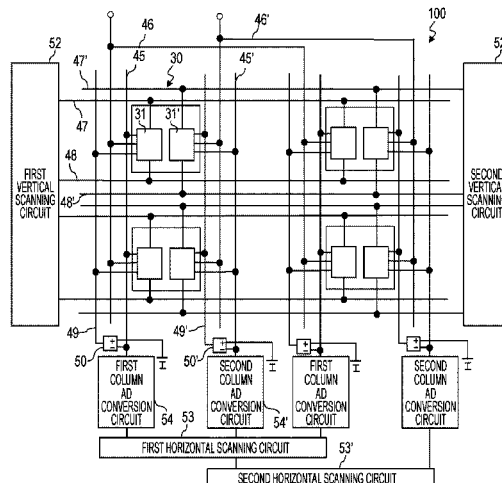 46
46'
100
52
45
30
45'
52
47'
47
31
31'
FIRST
VERTICAL
SCANNING
CIRCUIT
SECOND
VERTICAL
SCANNING
CIRCUIT
48
48'
49
49'
50
50'
FIRST
COLUMN
AD
CONVERSION
CIRCUIT
SECOND
COLUMN
AD
CONVERSION
CIRCUIT
FIRST
COLUMN
AD
CONVERSION
CIRCUIT
SECOND
COLUMN
AD
CONVERSION
CIRCUIT
54
53
54'
FIRST HORIZONTAL SCANNING CIRCUIT
53'
SECOND HORIZONTAL SCANNING CIRCUIT